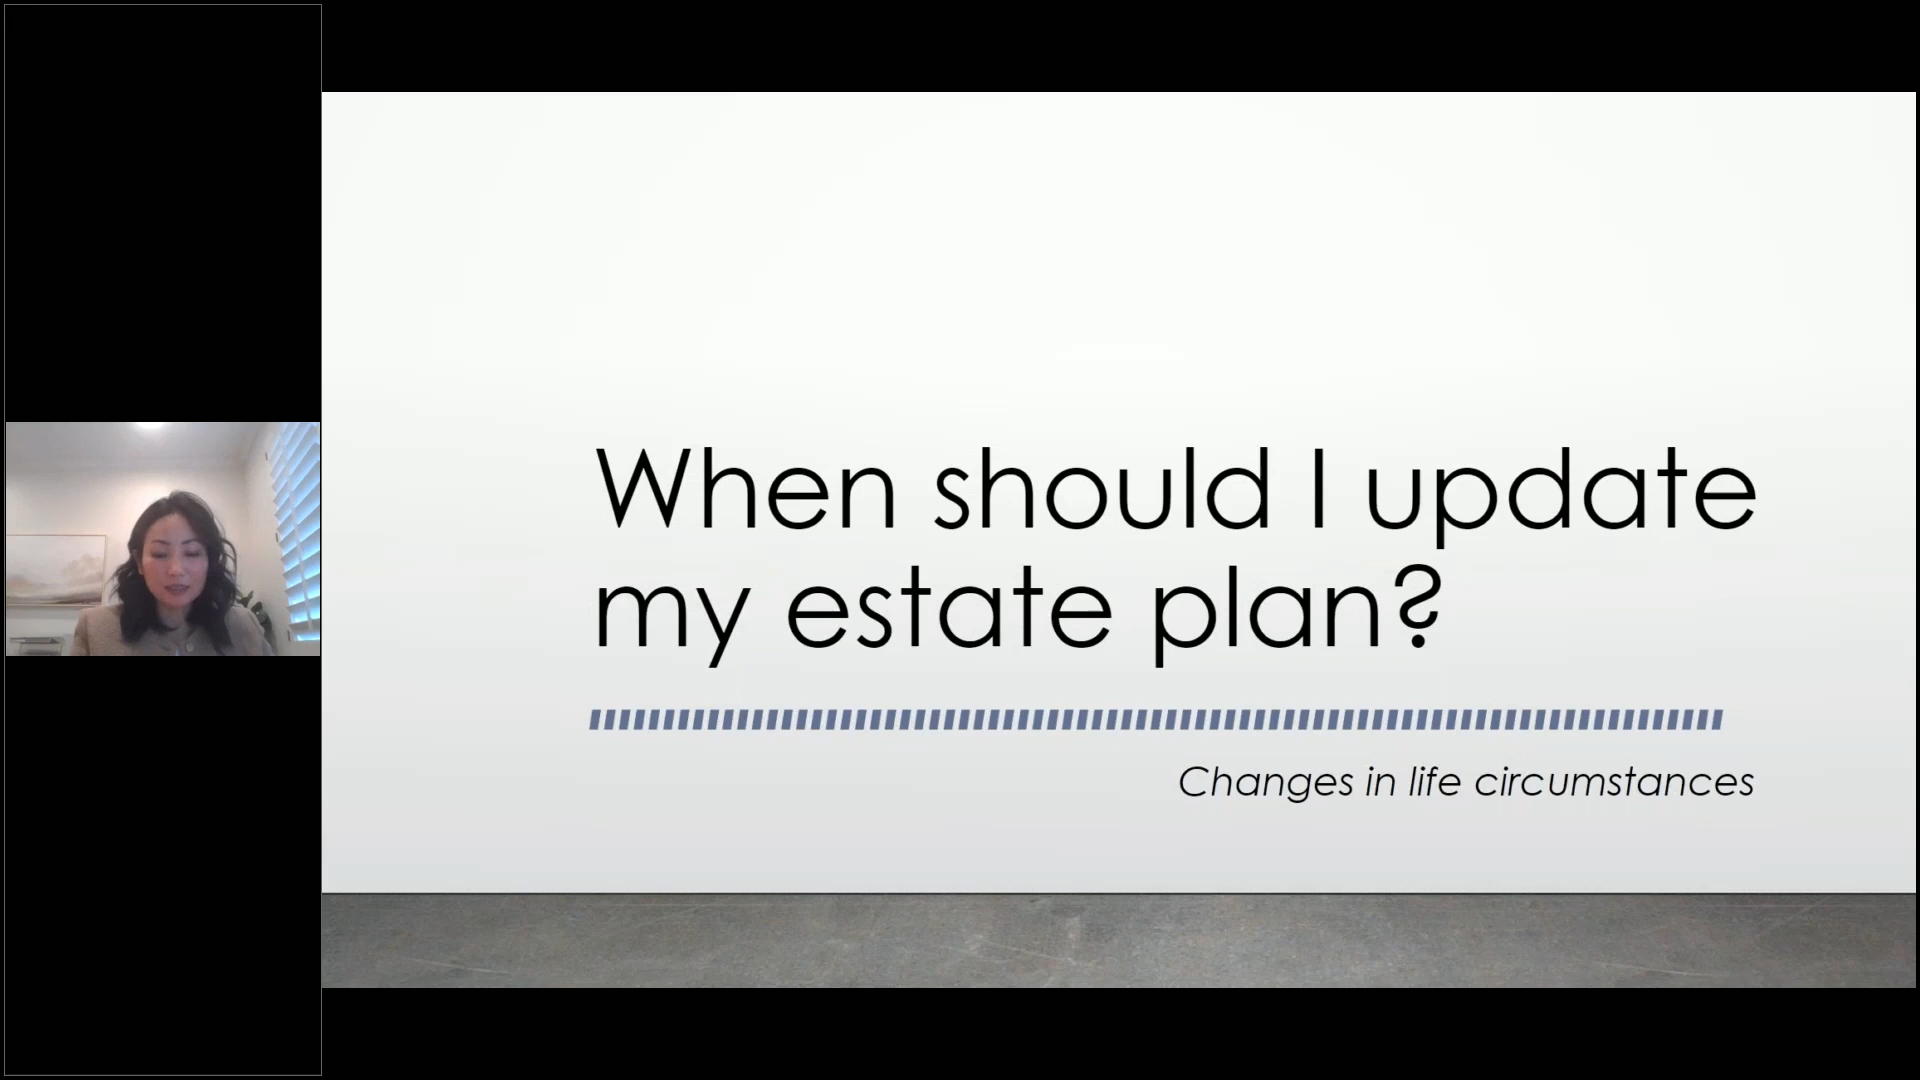 When should I update
my estate plan?
Changes in life circumstances